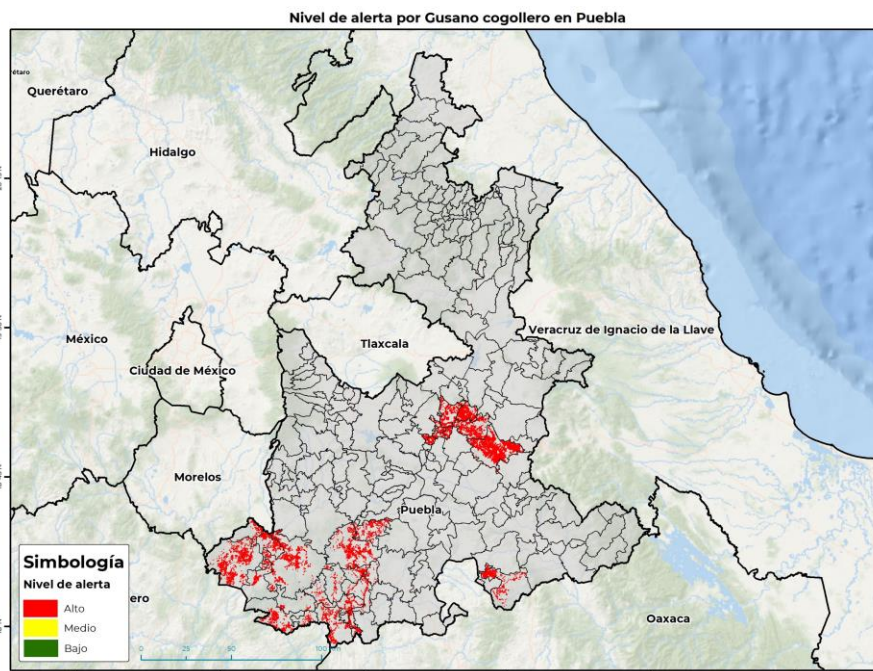 Nivel de alerta por Gusano cogollero en Puebla
Querétaro
Hidalgo
México
Tlaxcala
Veracruz de Ignacio de la Llave
Ciudad de México
Morelos
Puebla
Oaxaca
Simbología
Nivel de alerta
Alto
Medio
Bajo
ero
0 50 100